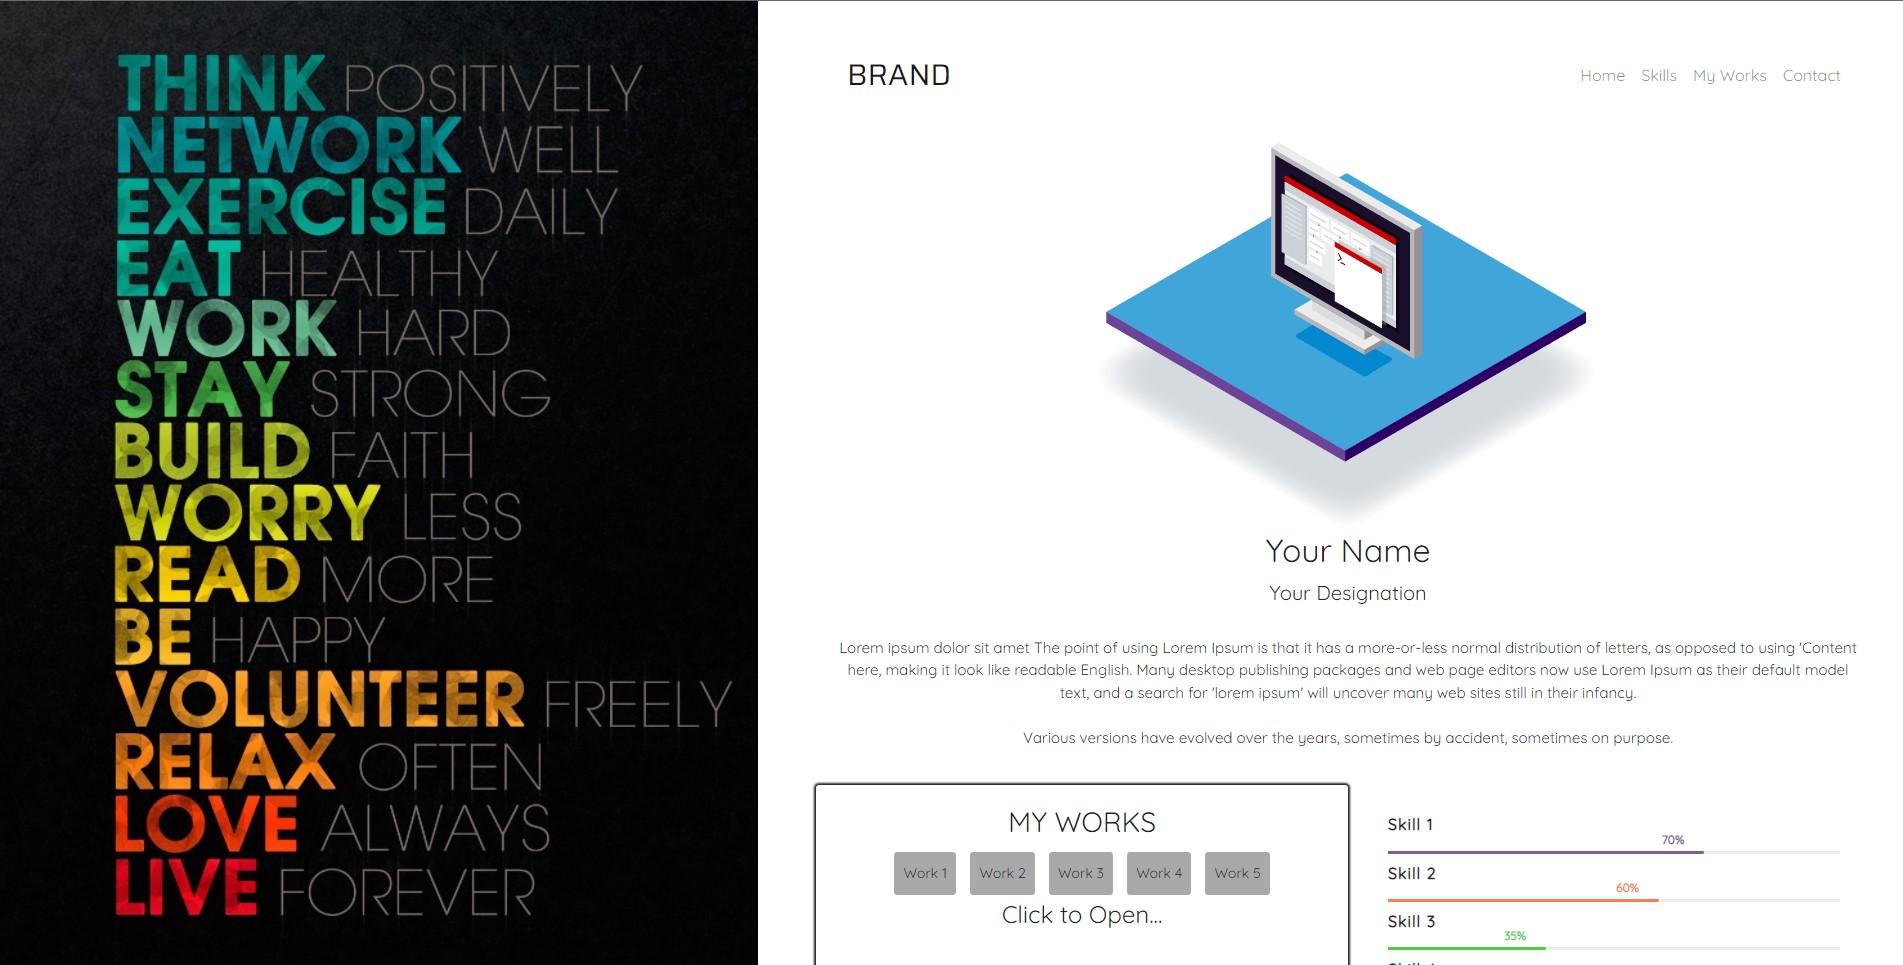 THINK POSITIVELY
NETWORK WELL
EXERCISE DAILY
EAT HEALTHY
WORK HARD
STAY STRONG
BUILD FAITH
WORRY LESS
READ MORE
BE HAPPY
VOLUNTEER FREELY
RELAX OFTEN
LOVE ALWAYS
LIVE FOREVER
BRAND
Home Skills My Works Contact
Your Name
Your Designation
Lorem ipsum dolor sit amet The point of using Lorem Ipsum is that it has a more-or-less normal distribution of letters, as opposed to using 'Content
here, making it look like readable English. Many desktop publishing packages and web page editors now use Lorem Ipsum as their default model
text, and a search for 'lorem ipsum' will uncover many web sites still in their infancy.
Various versions have evolved over the years, sometimes by accident, sometimes on purpose.
MY WORKS
Work 1 Work 2 Work 3 Work 4 Work 5
Click to Open...
Skill 1
70%
Skill 2
60%
Skill 3
35%